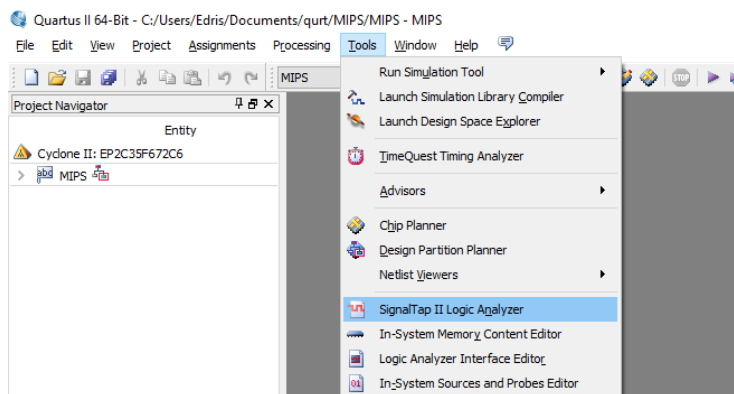 Quartus II 64-Bit - C:/Users/Edris/Documents/qurt/MIPS/MIPS - MIPS
File Edit View Project Assignments Processing Tools Window Help
MIPS
Run Simulation Tool
STOP
Project Navigator
Launch Simulation Library Compiler
Launch Design Space Explorer
Entity
Cyclone II: EP2C35F672C6
TimeQuest Timing Analyzer
abd MIPS
Advisors
Chip Planner
Design Partition Planner
Netlist Viewers
SignalTap II Logic Analyzer
In-System Memory Content Editor
Logic Analyzer Interface Editor
In-System Sources and Probes Editor